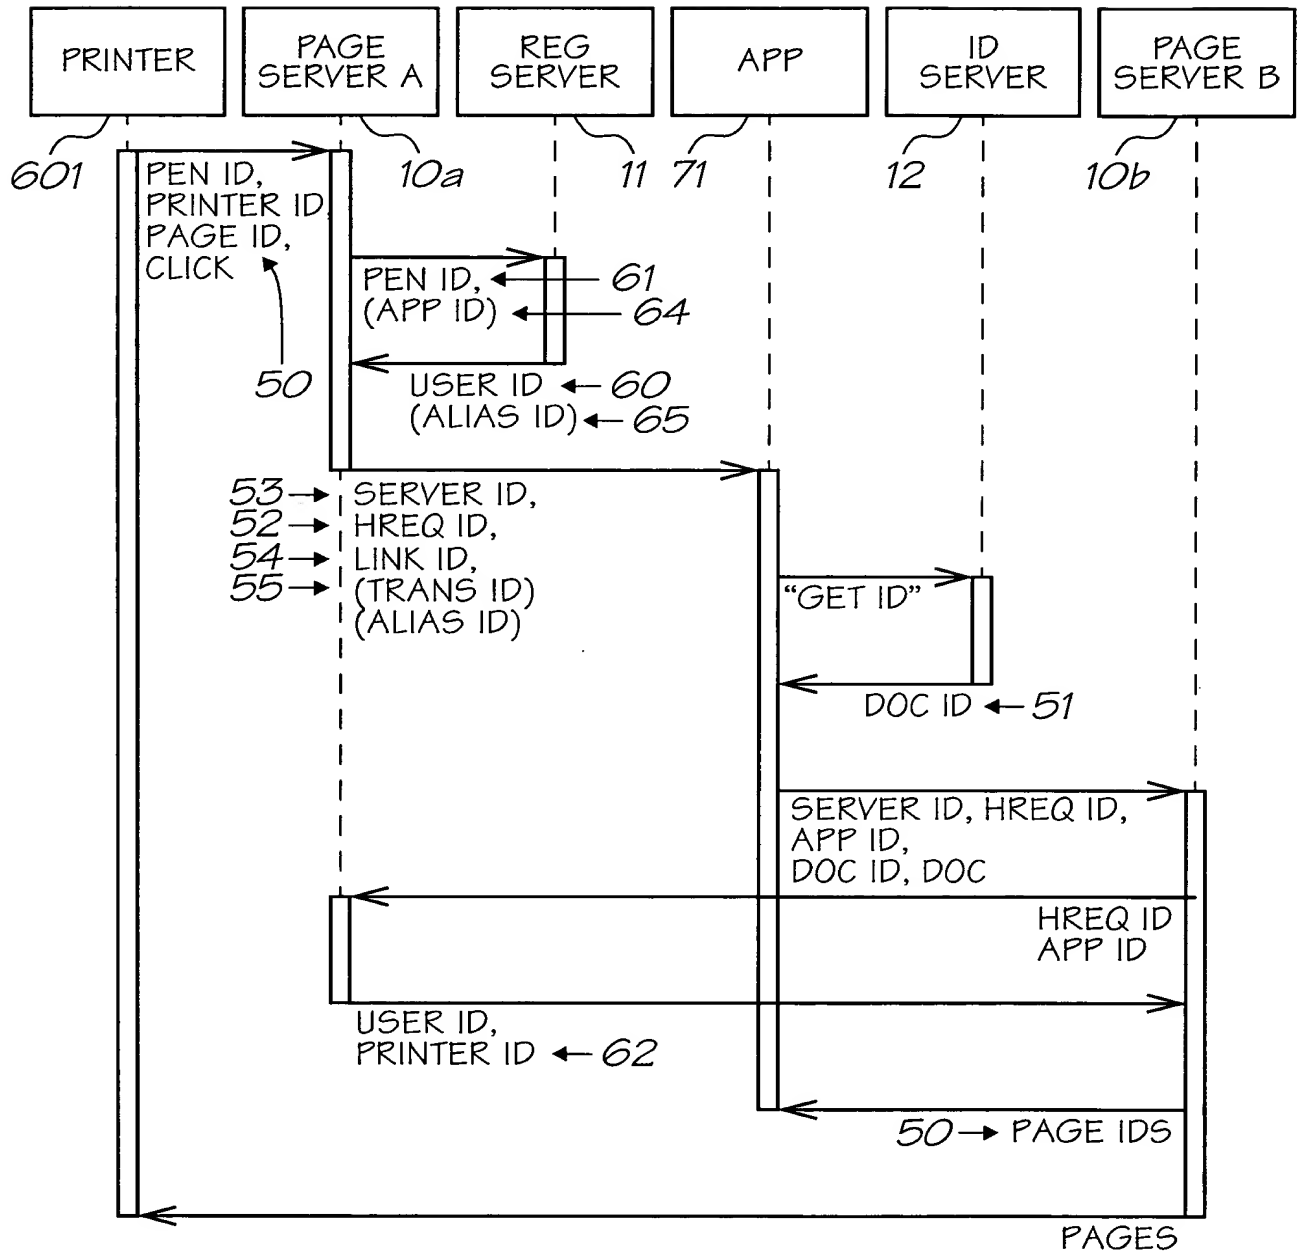 PRINTER
PAGE
SERVER A
REG
SERVER
APP
ID
SERVER
PAGE
SERVER B
601
10a
11
71
12
10b
PEN ID,
PRINTER ID
PAGE ID,
CLICK
50
PEN ID,
61
(APP ID)
64
USER ID
60
(ALIAS ID)
65
53
SERVER ID,
52
HREQ ID,
54
LINK ID,
55
(TRANS ID)
(ALIAS ID)
"GET ID"
DOC ID
51
SERVER ID, HREQ ID,
APP ID,
DOC ID, DOC
HREQ ID
APP ID
USER ID,
PRINTER ID
62
50
PAGE IDS
PAGES